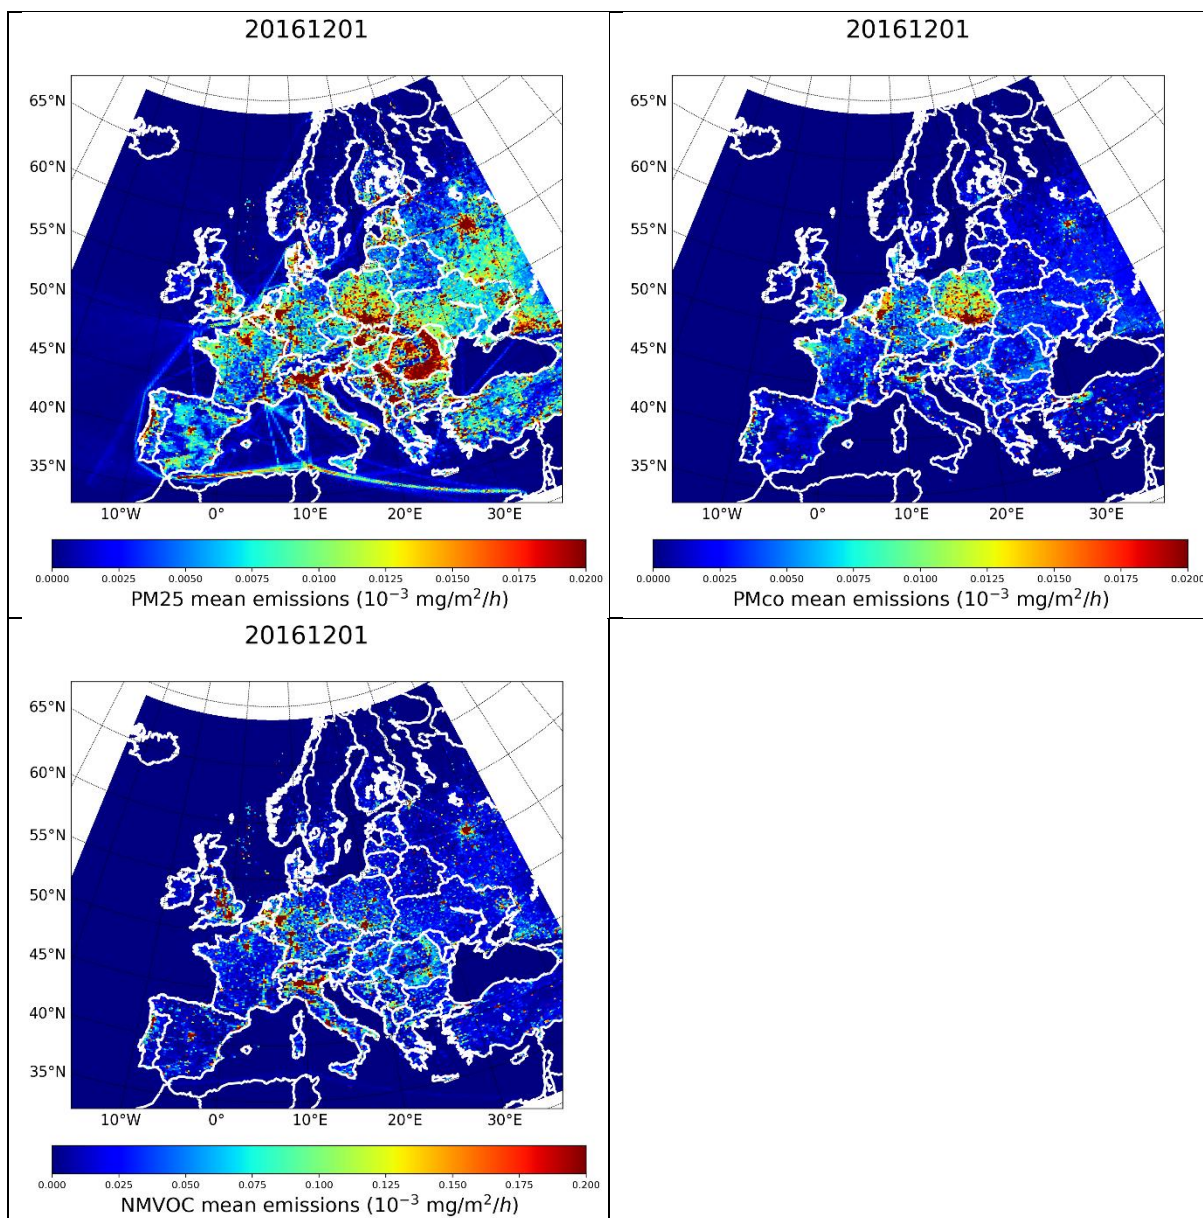 20161201
65°N
60°N
55°N
50°N
45°N
40°N
35°N
10°W 0° 10°E 20°E 30°E
0.0000 0.0025 0.0050 0.0075 0.0100 0.0125 0.0150 0.0175 0.0200
PM25 mean emissions (10⁻³ mg/m²/h)
20161201
65°N
60°N
55°N
50°N
45°N
40°N
35°N
10°W 0° 10°E 20°E 30°E
0.0000 0.0025 0.0050 0.0075 0.0100 0.0125 0.0150 0.0175 0.0200
PMco mean emissions (10⁻³ mg/m²/h)
20161201
65°N
60°N
55°N
50°N
45°N
40°N
35°N
10°W 0° 10°E 20°E 30°E
0.000 0.025 0.050 0.075 0.100 0.125 0.150 0.175 0.200
NMVOC mean emissions (10⁻³ mg/m²/h)